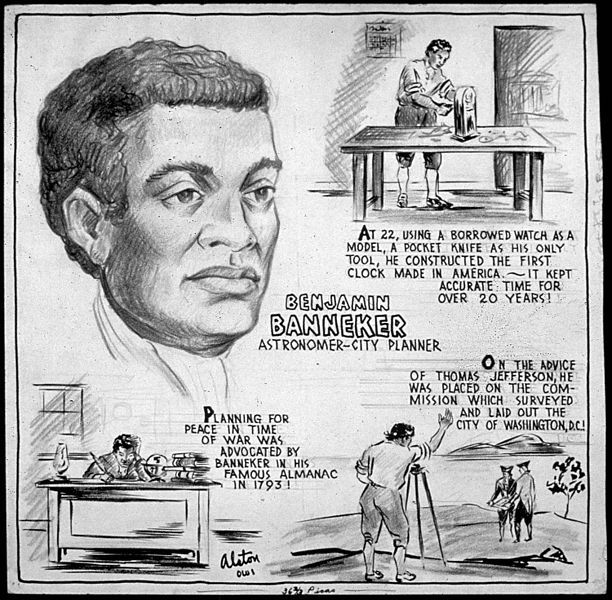 At 22, using a borrowed watch as a
model, a pocket knife as his only
tool, he constructed the first
clock made in America. ~ It kept
accurate time for
over 20 years!
BENJAMIN
BANNEKER
ASTRONOMER-CITY PLANNER
On the advice
of Thomas Jefferson, he
was placed on the com-
mission which surveyed
and laid out the
city of Washington, D.C.!
Planning for
peace in time
of war was
advocated by
Banneker in his
famous almanac
in 1793!
Alston
OWI
Picas